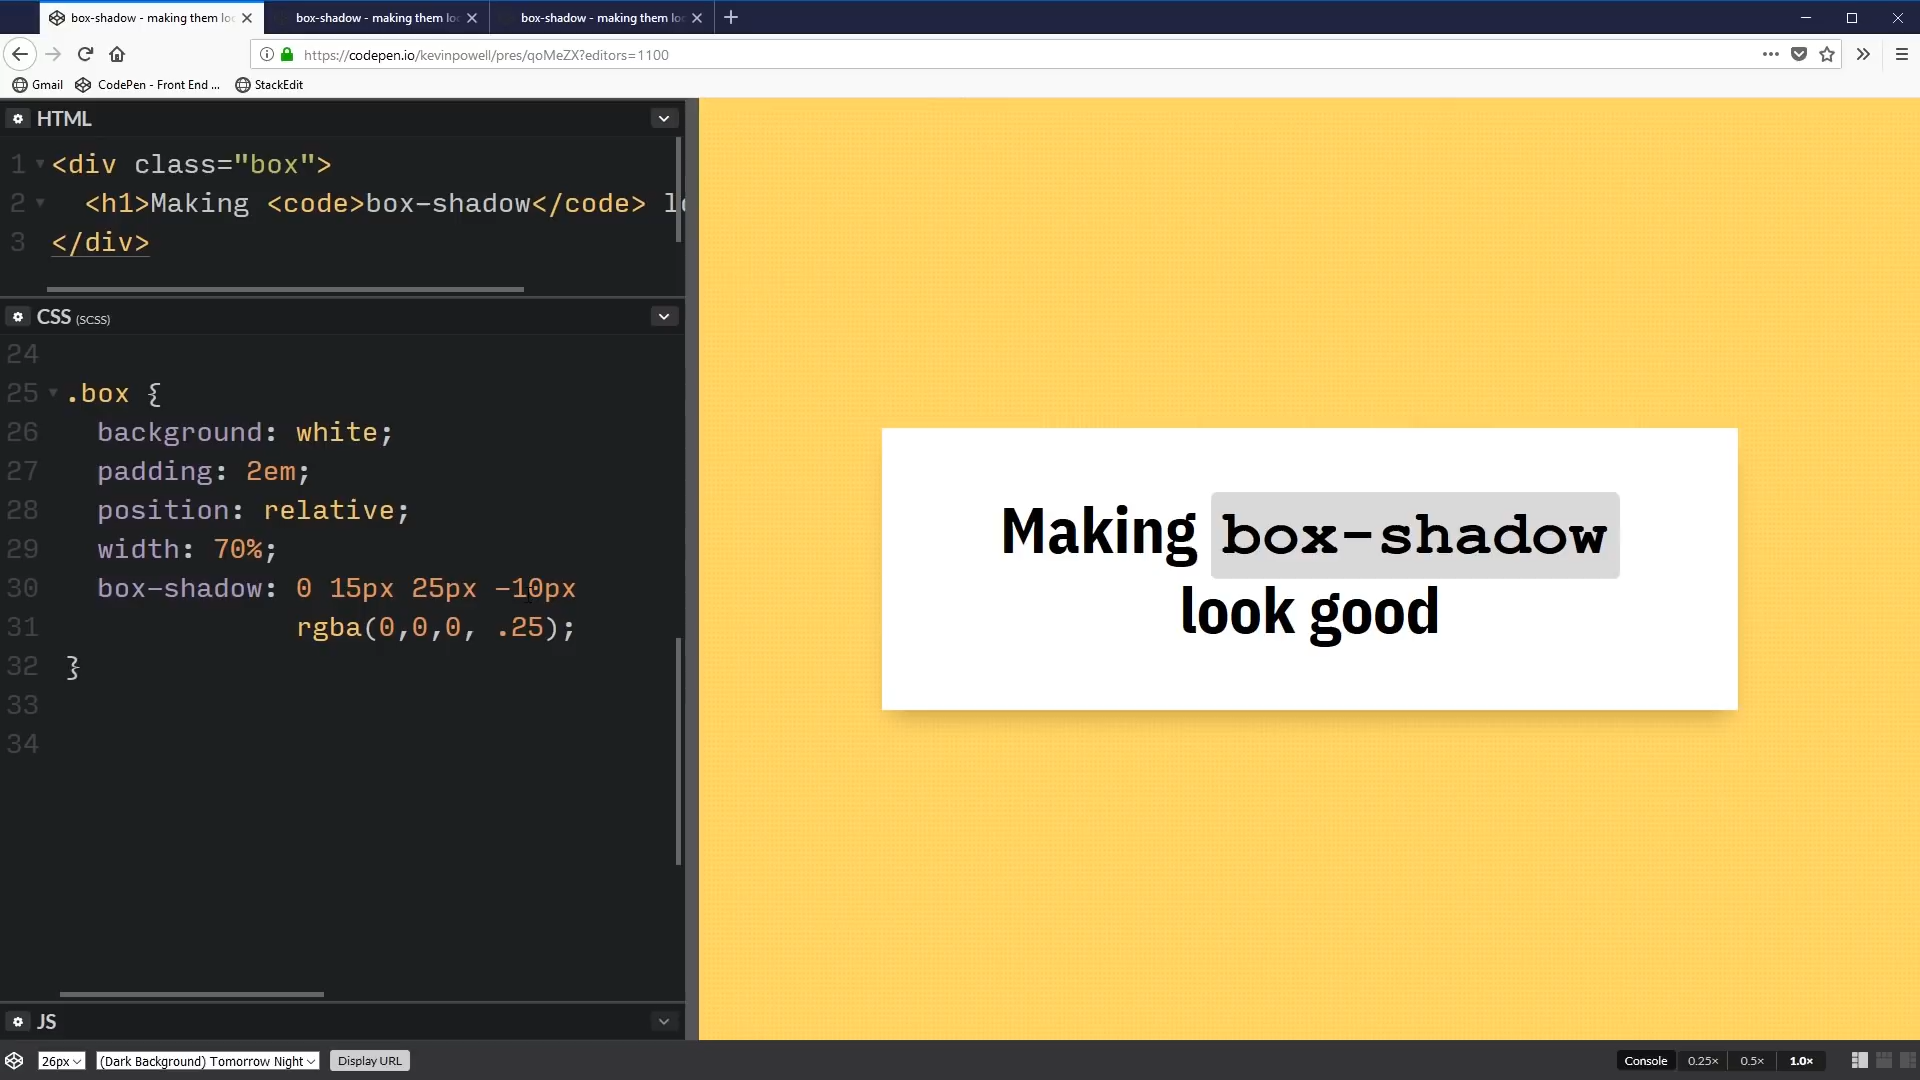 box-shadow - making them loo
box-shadow - making them loo
box-shadow - making them lor
https://codepen.io/kevinpowell/pres/qoMeZX?editors=1100
Gmail
CodePen - Front End ...
StackEdit
HTML
1 <div class="box">
2 <h1>Making <code>box-shadow</code> lo
3 </div>
CSS (SCSS)
24
25 .box {
26 background: white;
27 padding: 2em;
28 position: relative;
29 width: 70%;
30 box-shadow: 0 15px 25px -10px
31 rgba(0,0,0, .25);
32 }
33
34
Making box-shadow
look good
JS
26px
(Dark Background) Tomorrow Night
Display URL
Console
0.25×
0.5×
1.0×